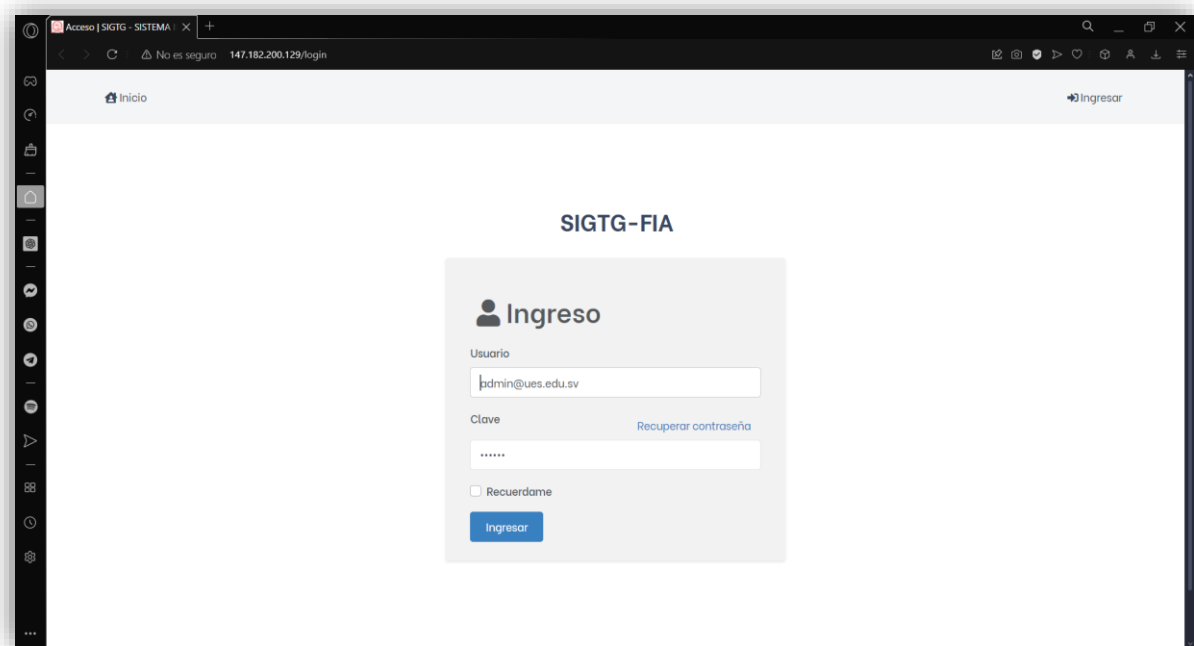 Acceso | SIGTG - SISTEMA
No es seguro 147.182.200.129/login
Inicio
Ingresar
SIGTG-FIA
Ingreso
Usuario
admin@ues.edu.sv
Clave
Recuperar contraseña
••••••
Recuerdame
Ingresar